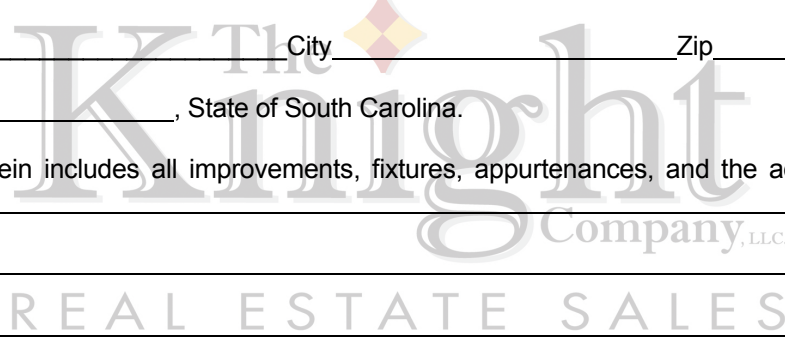 The
City Zip
Knight
, State of South Carolina.
includes all improvements, fixtures, appurtenances, and the
Company, LLC.
REAL ESTATE SALES